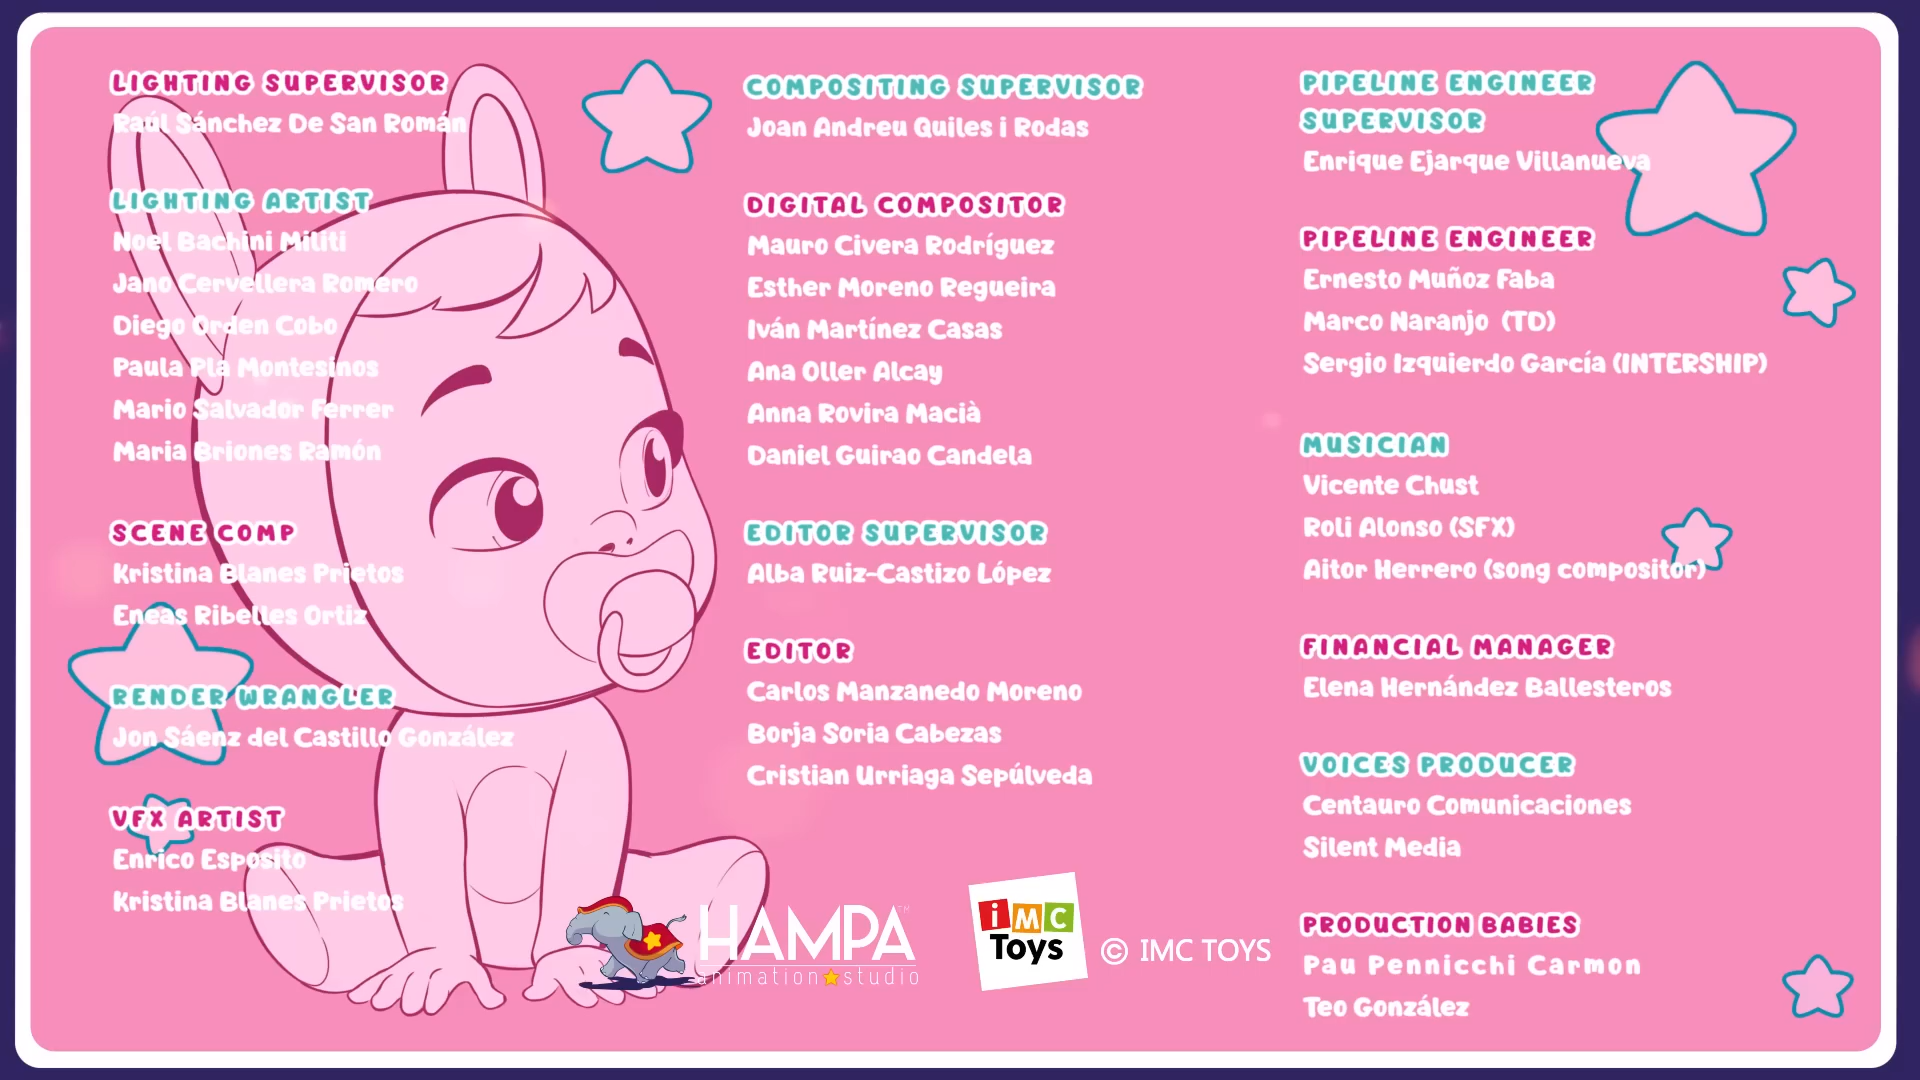 LIGHTING SUPERVISOR
Raúl Sánchez De San Román
LIGHTING ARTIST
Noel Bachini Militi
Jano Cervellera Romero
Diego Orden Cobo
Paula Pla Montesinos
Mario Salvador Ferrer
Maria Briones Ramón
SCENE COMP
Kristina Blanes Prietos
Eneas Ribelles Ortiz
RENDER WRANGLER
Jon Sáenz del Castillo González
VFX ARTIST
Enrico Esposito
Kristina Blanes Prietos
COMPOSITING SUPERVISOR
Joan Andreu Quiles i Rodas
DIGITAL COMPOSITOR
Mauro Civera Rodríguez
Esther Moreno Regueira
Iván Martínez Casas
Ana Oller Alcay
Anna Rovira Macià
Daniel Guirao Candela
EDITOR SUPERVISOR
Alba Ruiz-Castizo López
EDITOR
Carlos Manzanedo Moreno
Borja Soria Cabezas
Cristian Urriaga Sepúlveda
HAMPA™
animation studio
iMC
Toys
© IMC TOYS
PIPELINE ENGINEER
SUPERVISOR
Enrique Ejarque Villanueva
PIPELINE ENGINEER
Ernesto Muñoz Faba
Marco Naranjo (TD)
Sergio Izquierdo García (INTERSHIP)
MUSICIAN
Vicente Chust
Roli Alonso (SFX)
Aitor Herrero (song compositor)
FINANCIAL MANAGER
Elena Hernández Ballesteros
VOICES PRODUCER
Centauro Comunicaciones
Silent Media
PRODUCTION BABIES
Pau Pennicchi Carmon
Teo González